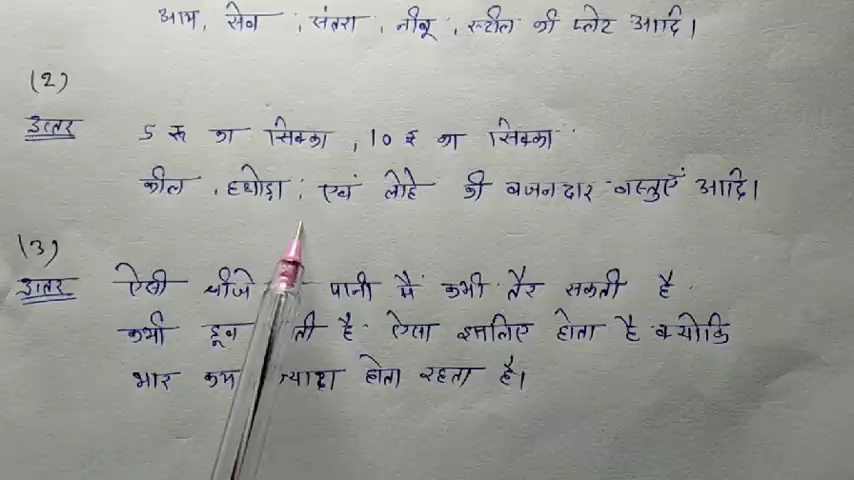 आम, सेव, संतरा, नीबू, स्टील की प्लेट आदि।
(2)
उत्तर 5 रू का सिक्का, 10 रू का सिक्का
कील, हथोड़ा, एवं लोहे की वजनदार वस्तुएँ आदि।
(3)
उत्तर ऐसी चीजे पानी में कभी तैर सकती है
कभी डूब है ऐसा इसलिए होता है क्योकि
भार कम ज्यादा होता रहता है।